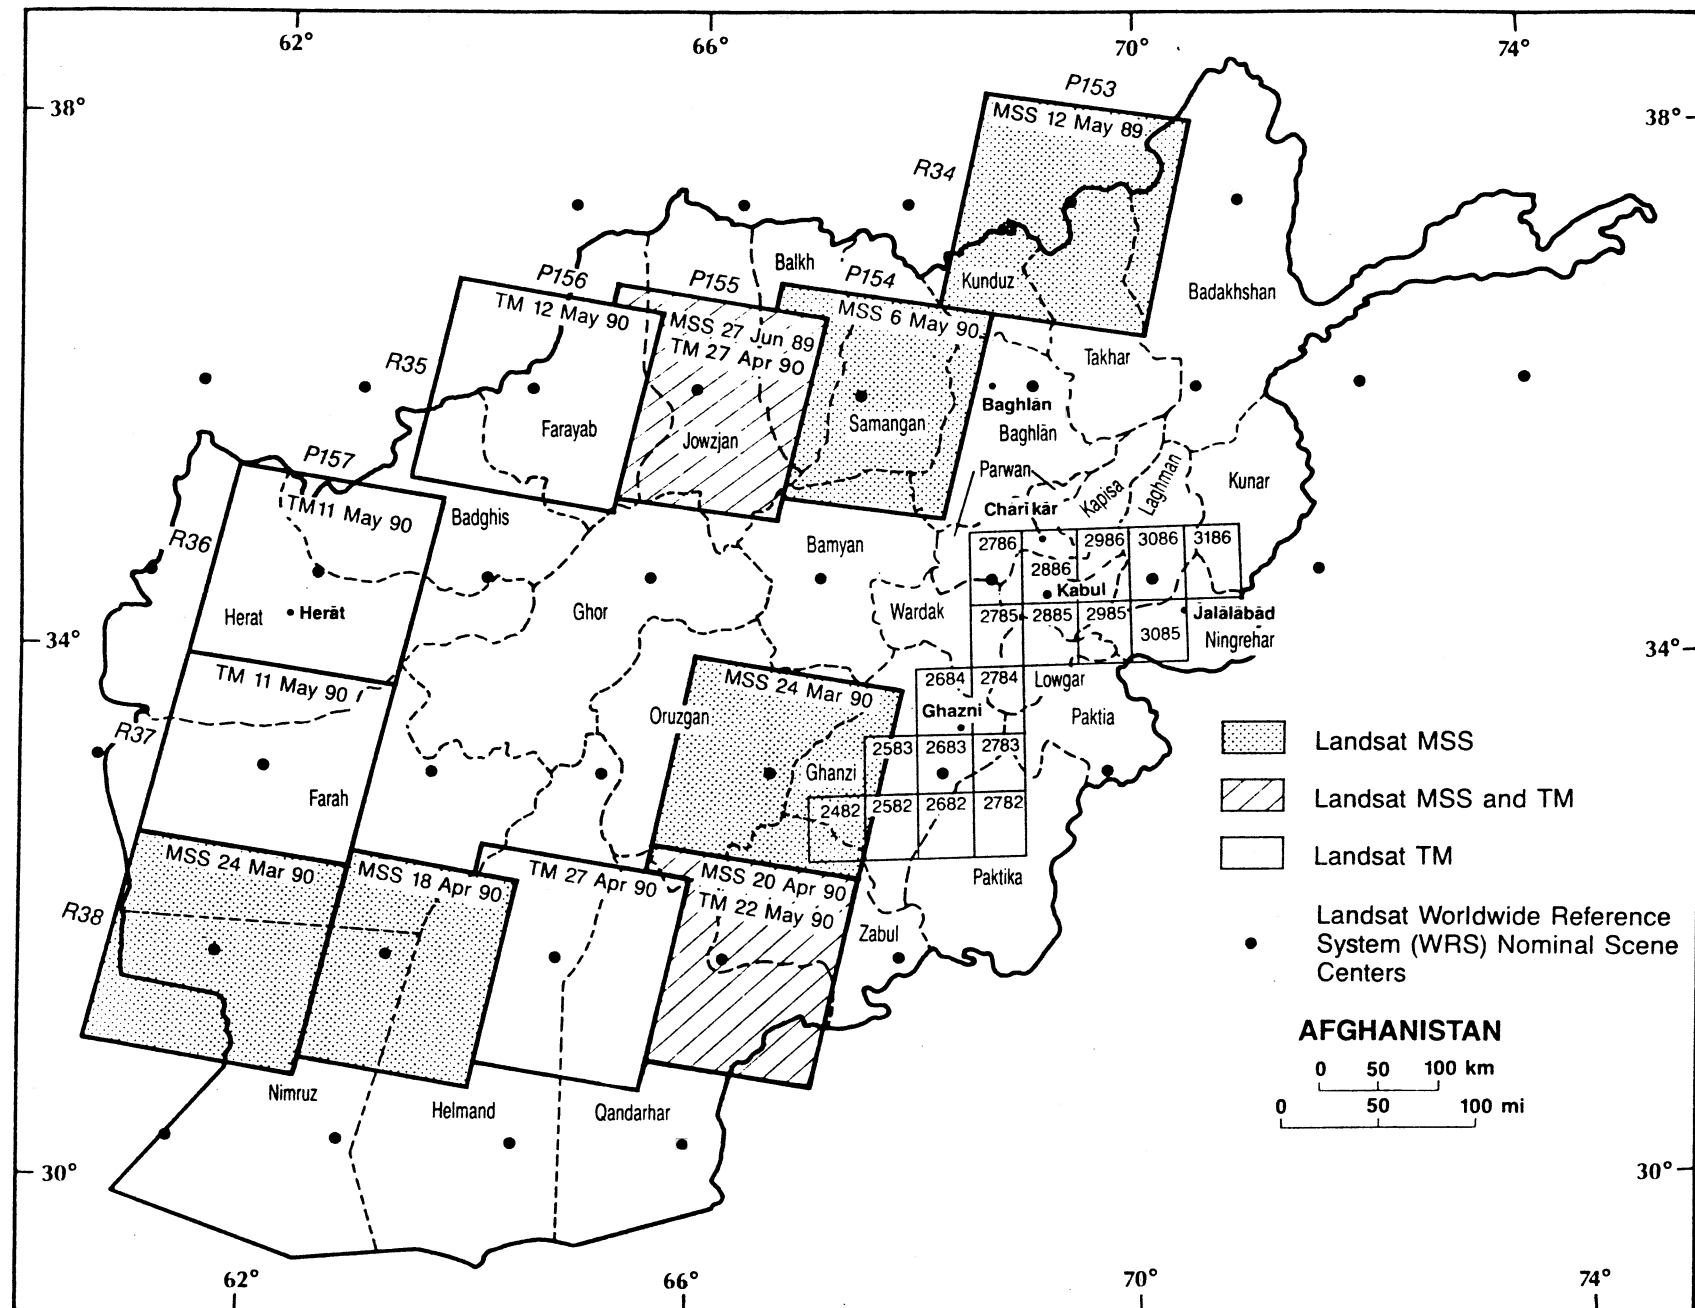 62° 66° 70° 74°
38° 38°
P153
MSS 12 May 89
R34
Balkh
Kunduz
Badakhshan
P156 P155 P154
TM 12 May 90
MSS 27 Jun 89
TM 27 Apr 90
MSS 6 May 90
R35
Takhar
Baghlān
Baghlān
Farayab
Jowzjan
Samangan
P157
Parwan
Kapisa
Laghman
Kunar
TM 11 May 90
Badghis
Chārīkār
R36
Bamyan
2786 2986 3086 3186
2886
Kabul
Herat
Herāt
Ghor
Wardak
2785 2885 2985
3085
Jalālābād
Ningrehar
34° 34°
TM 11 May 90
MSS 24 Mar 90
2684 2784
Lowgar
Oruzgan
Ghazni
Paktia
R37
2583 2683 2783
Ghanzi
Farah
2482 2582 2682 2782
Landsat MSS
Landsat MSS and TM
Landsat TM
MSS 24 Mar 90
MSS 18 Apr 90
TM 27 Apr 90
MSS 20 Apr 90
TM 22 May 90
Paktika
R38
Zabul
Landsat Worldwide Reference
System (WRS) Nominal Scene
Centers
AFGHANISTAN
0 50 100 km
0 50 100 mi
Nimruz
Helmand
Qandarhar
30° 30°
62° 66° 70° 74°